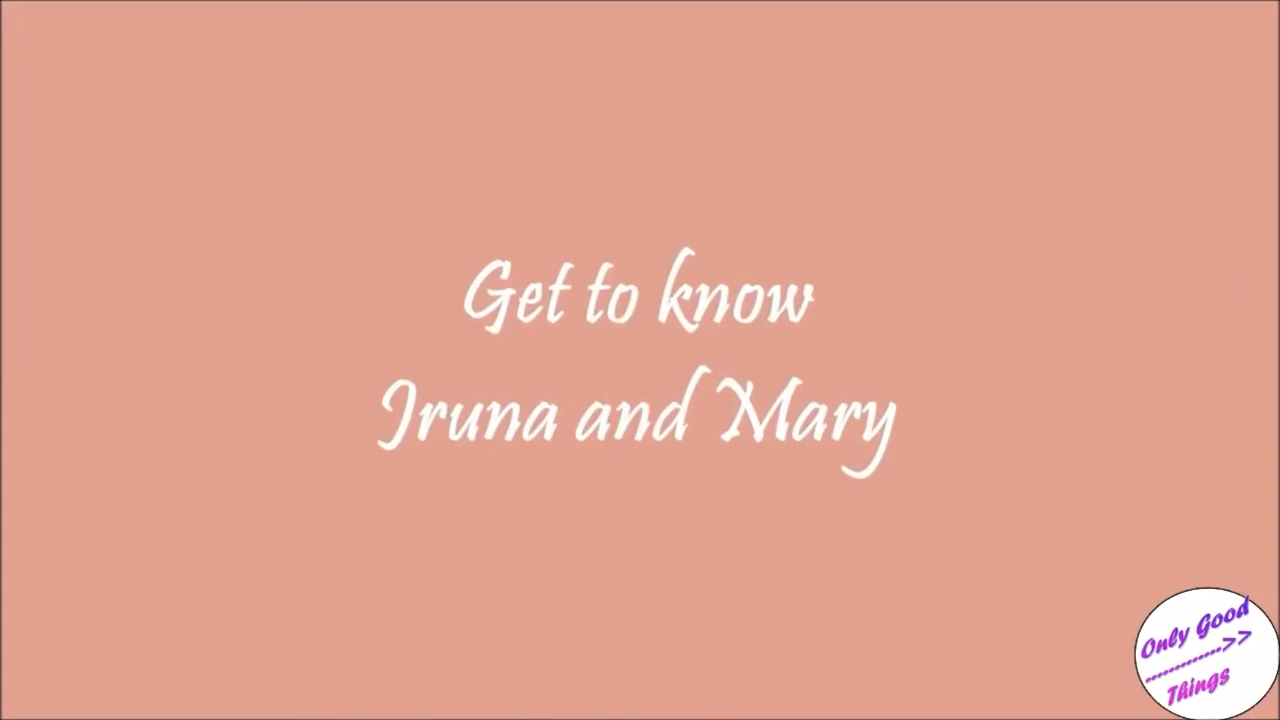 Get to know
Iruna and Mary
Only Good
.............>>
Things